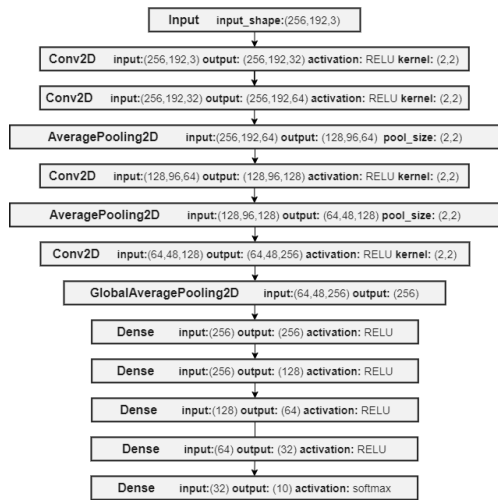 Input input_shape:(256,192,3)
Conv2D input:(256,192,3) output: (256,192,32) activation: RELU kernel: (2,2)
Conv2D input:(256,192,32) output: (256,192,64) activation: RELU kernel: (2,2)
AveragePooling2D input:(256,192,64) output: (128,96,64) pool_size: (2,2)
Conv2D input:(128,96,64) output: (128,96,128) activation: RELU kernel: (2,2)
AveragePooling2D input:(128,96,128) output: (64,48,128) pool_size: (2,2)
Conv2D input:(64,48,128) output: (64,48,256) activation: RELU kernel: (2,2)
GlobalAveragePooling2D input:(64,48,256) output: (256)
Dense input:(256) output: (256) activation: RELU
Dense input:(256) output: (128) activation: RELU
Dense input:(128) output: (64) activation: RELU
Dense input:(64) output: (32) activation: RELU
Dense input:(32) output: (10) activation: softmax